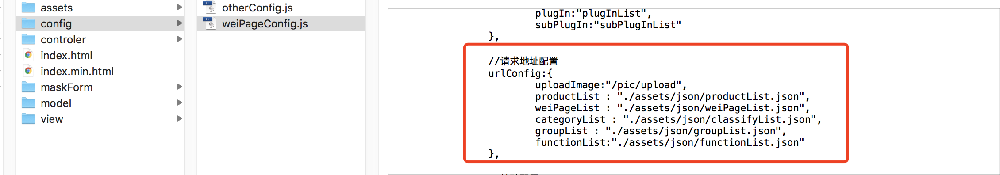 assets
config
controler
index.html
index.min.html
maskForm
model
view
JS
otherConfig.js
JS
weiPageConfig.js
plugIn:"plugInList",
subPlugIn:"subPlugInList"
},
//请求地址配置
urlConfig:{
uploadImage:"/pic/upload",
productList : "./assets/json/productList.json",
weiPageList : "./assets/json/weiPageList.json",
categoryList : "./assets/json/classifyList.json",
groupList : "./assets/json/groupList.json",
functionList:"./assets/json/functionList.json"
},